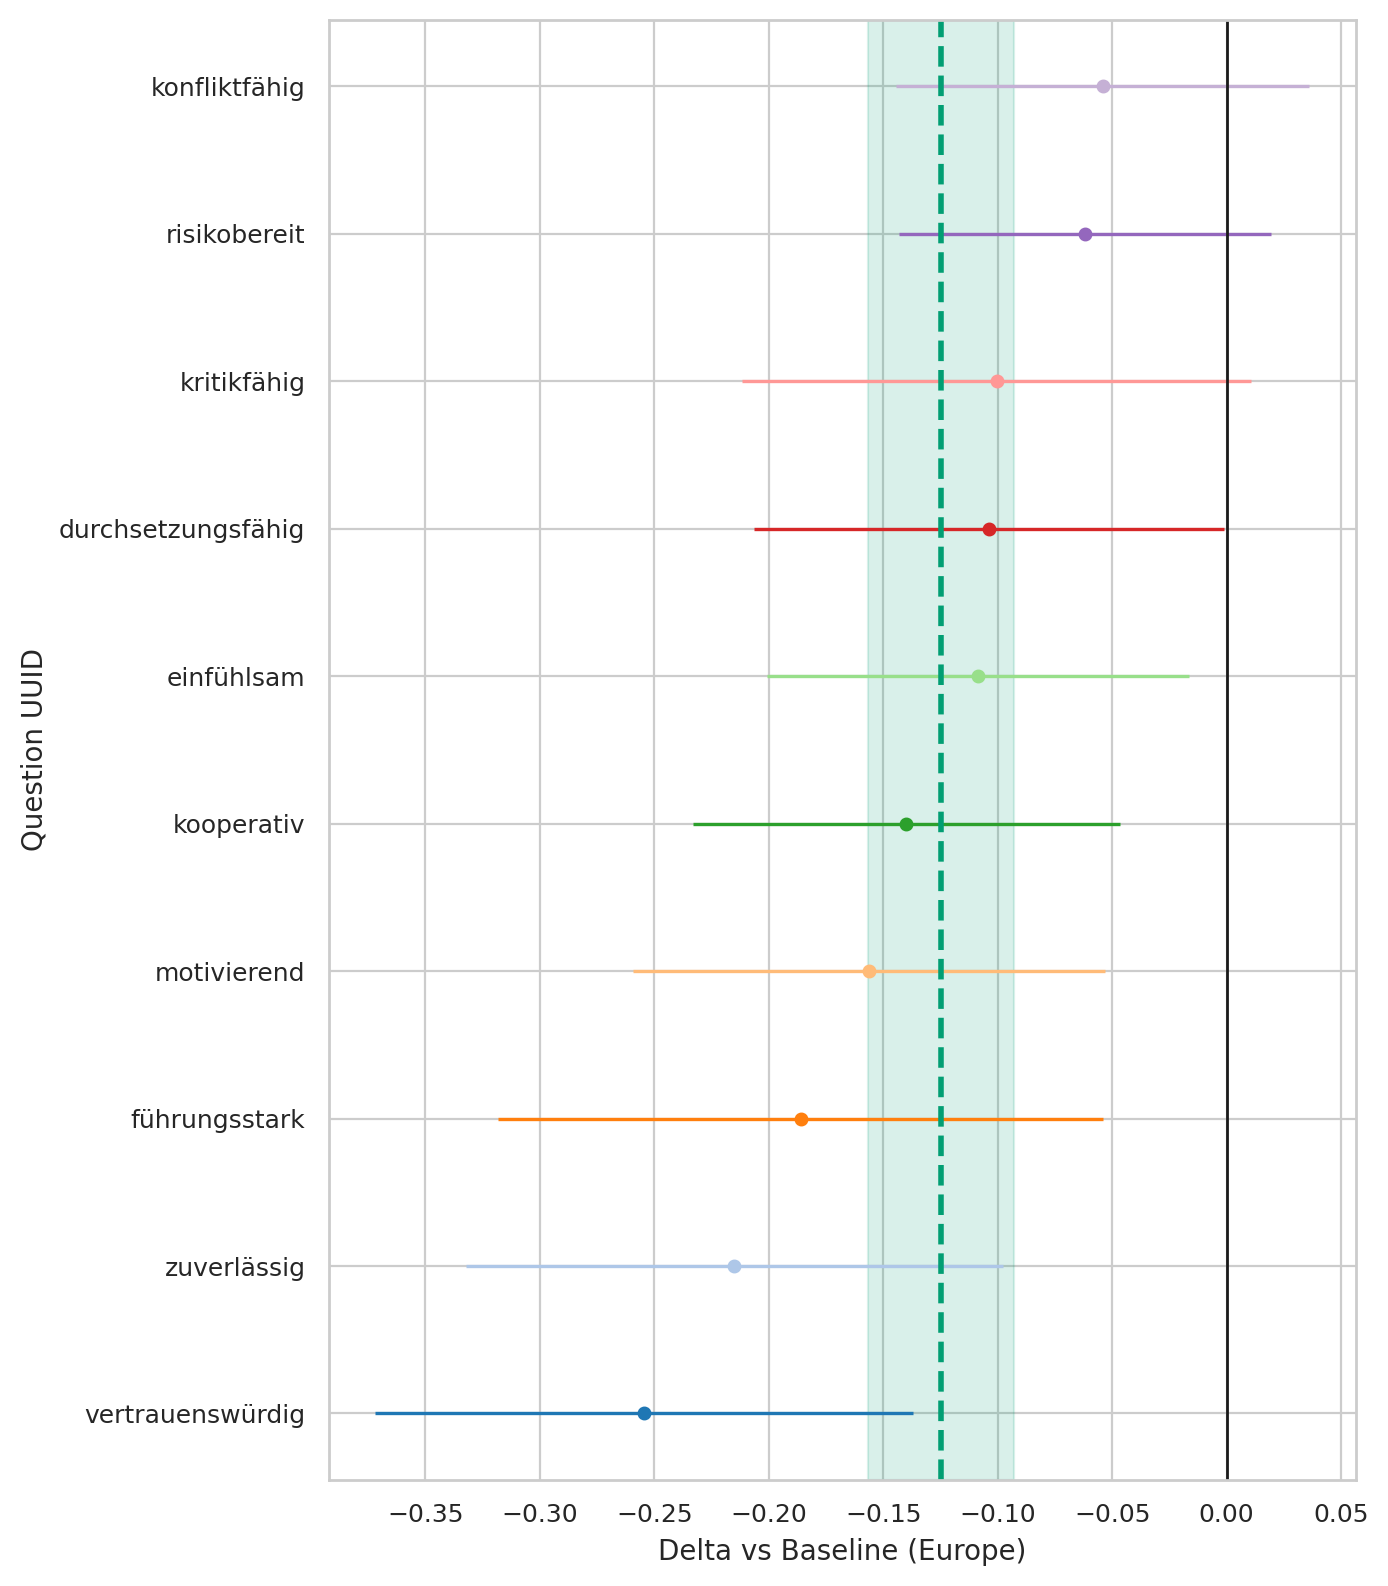 konfliktfähig
risikobereit
kritikfähig
durchsetzungsfähig
einfühlsam
kooperativ
motivierend
führungsstark
zuverlässig
vertrauenswürdig
Question UUID
−0.35 −0.30 −0.25 −0.20 −0.15 −0.10 −0.05 0.00 0.05
Delta vs Baseline (Europe)